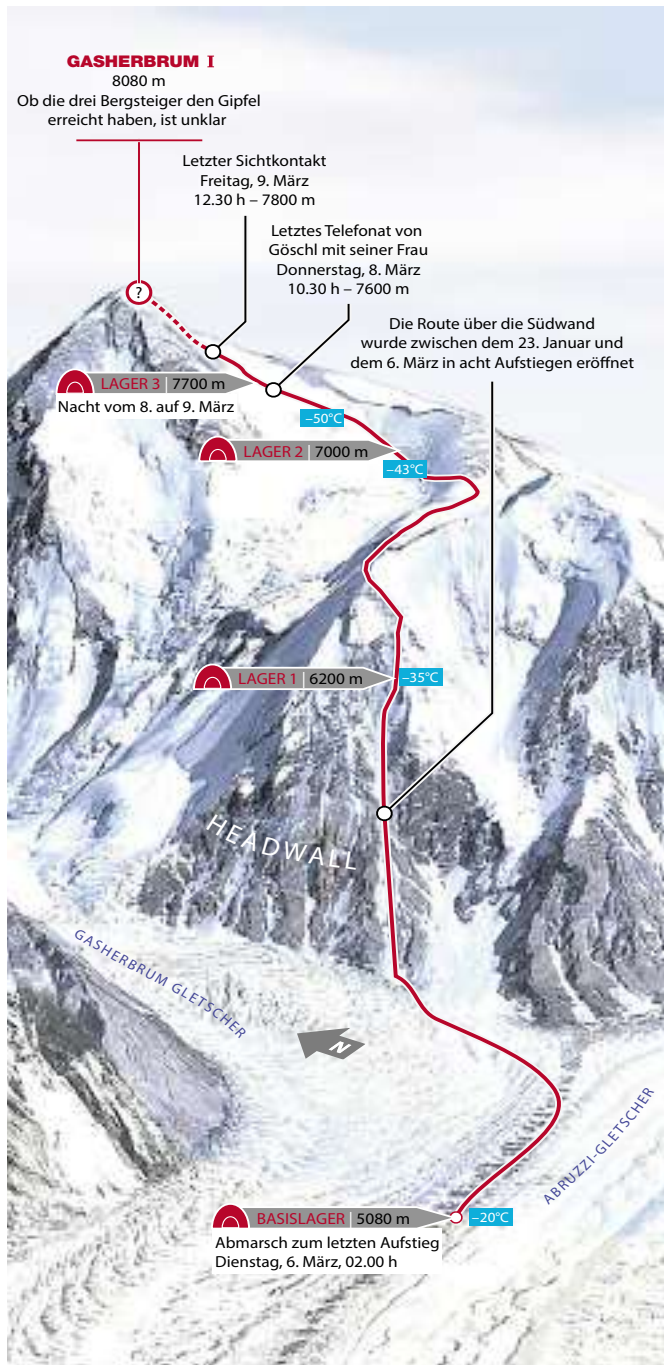 GASHERBRUM I
8080 m
Ob die drei Bergsteiger den Gipfel
erreicht haben, ist unklar
Letzter Sichtkontakt
Freitag, 9. März
12.30 h – 7800 m
Letztes Telefonat von
Göschl mit seiner Frau
Donnerstag, 8. März
10.30 h – 7600 m
?
Die Route über die Südwand
wurde zwischen dem 23. Januar und
dem 6. März in acht Aufstiegen eröffnet
LAGER 3 7700 m
Nacht vom 8. auf 9. März
–50°C
LAGER 2 7000 m
–43°C
LAGER 1 6200 m
–35°C
HEADWALL
GASHERBRUM GLETSCHER
N
ABRUZZI-GLETSCHER
BASISLAGER 5080 m
–20°C
Abmarsch zum letzten Aufstieg
Dienstag, 6. März, 02.00 h